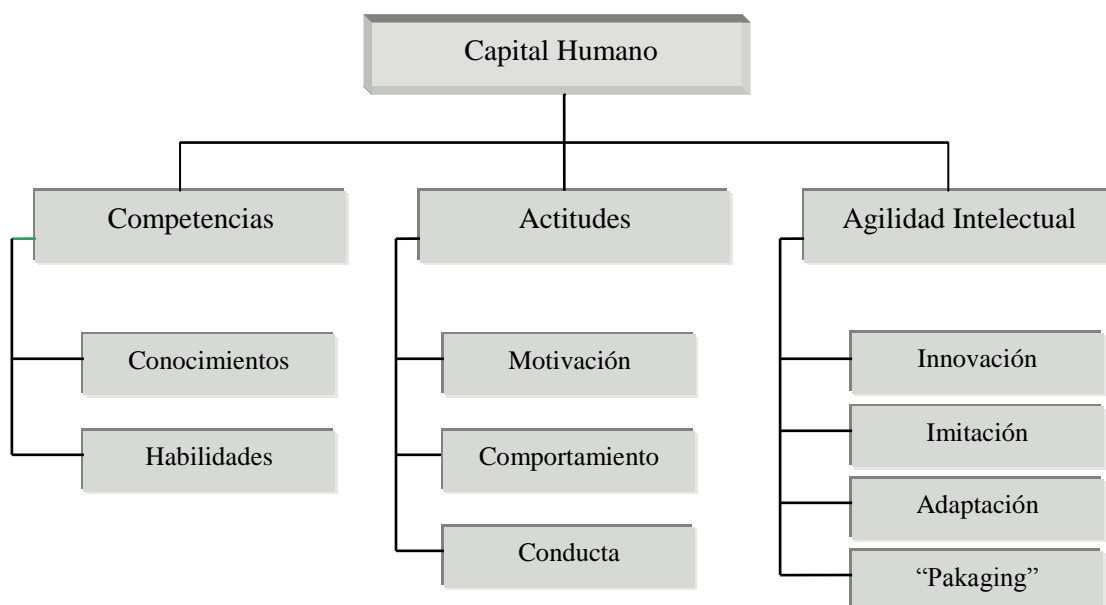 Capital Humano
Competencias
Conocimientos
Habilidades
Actitudes
Motivación
Comportamiento
Conducta
Agilidad Intelectual
Innovación
Imitación
Adaptación
“Pakaging”